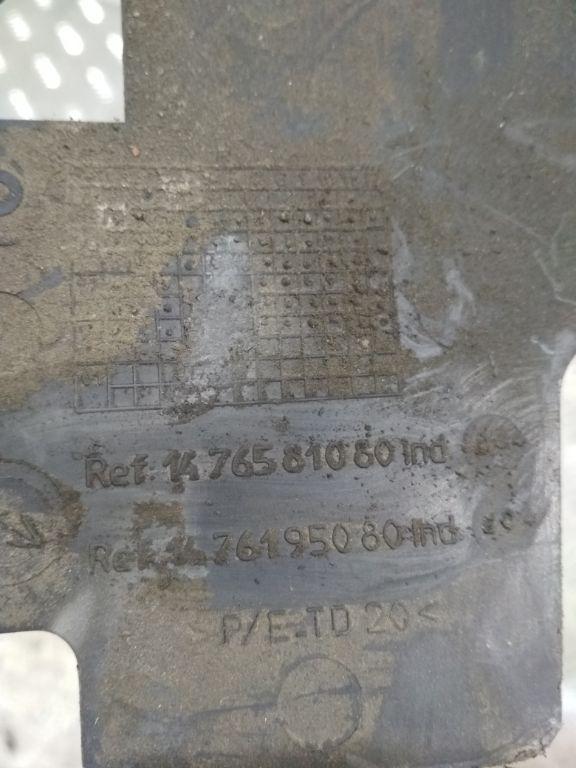 Ref. 14 765 810 80 Ind
Ref. 14 761 950 80 Ind
>P/E-TD 20<